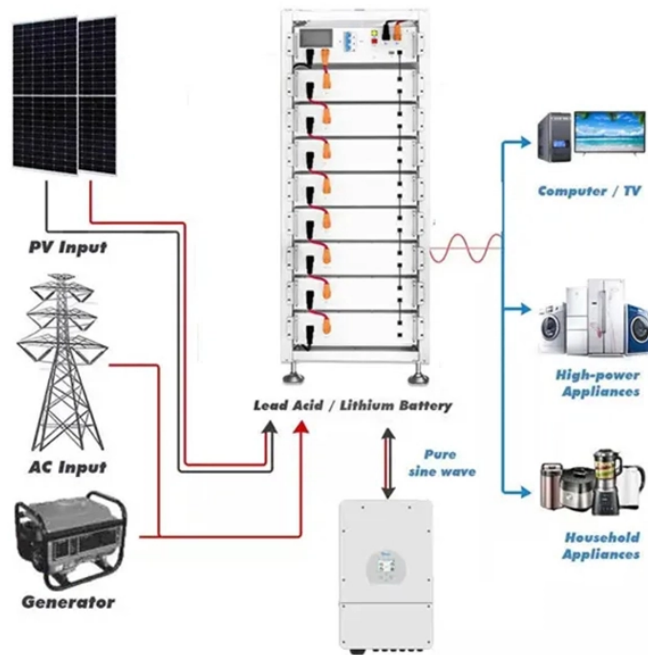 PV Input
AC Input
Generator
Lead Acid / Lithium Battery
Pure
sine wave
Computer / TV
High-power
Appliances
Household
Appliances